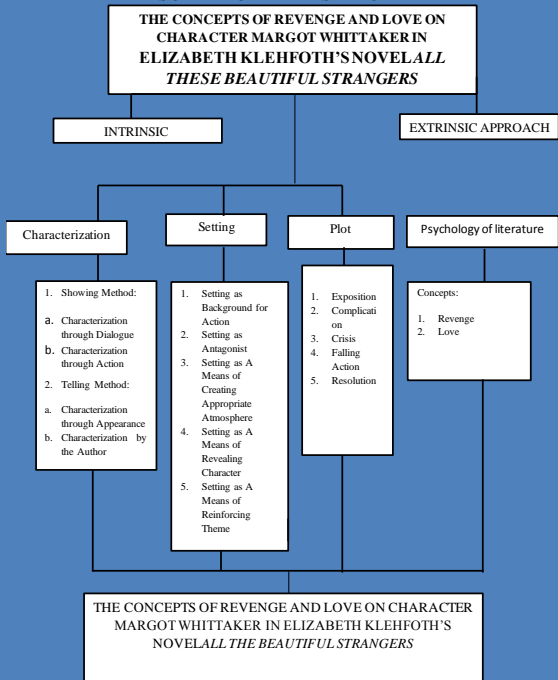 THE CONCEPTS OF REVENGE AND LOVE ON
CHARACTER MARGOT WHITTAKER IN
ELIZABETH KLEHFOTH'S NOVELALL
THESE BEAUTIFUL STRANGERS
INTRINSIC
EXTRINSIC APPROACH
Characterization
Setting
Plot
Psychology of literature
1. Showing Method:
a. Characterization
through Dialogue
b. Characterization
through Action
2. Telling Method:
a. Characterization
through Appearance
b. Characterization by
the Author
1. Setting as
Background for
Action
2. Setting as
Antagonist
3. Setting as A
Means of
Creating
Appropriate
Atmosphere
4. Setting as A
Means of
Revealing
Character
5. Setting as A
Means of
Reinforcing
Theme
1. Exposition
2. Complicati
on
3. Crisis
4. Falling
Action
5. Resolution
Concepts:
1. Revenge
2. Love
THE CONCEPTS OF REVENGE AND LOVE ON CHARACTER
MARGOT WHITTAKER IN ELIZABETH KLEHFOTH'S
NOVELALL THE BEAUTIFUL STRANGERS